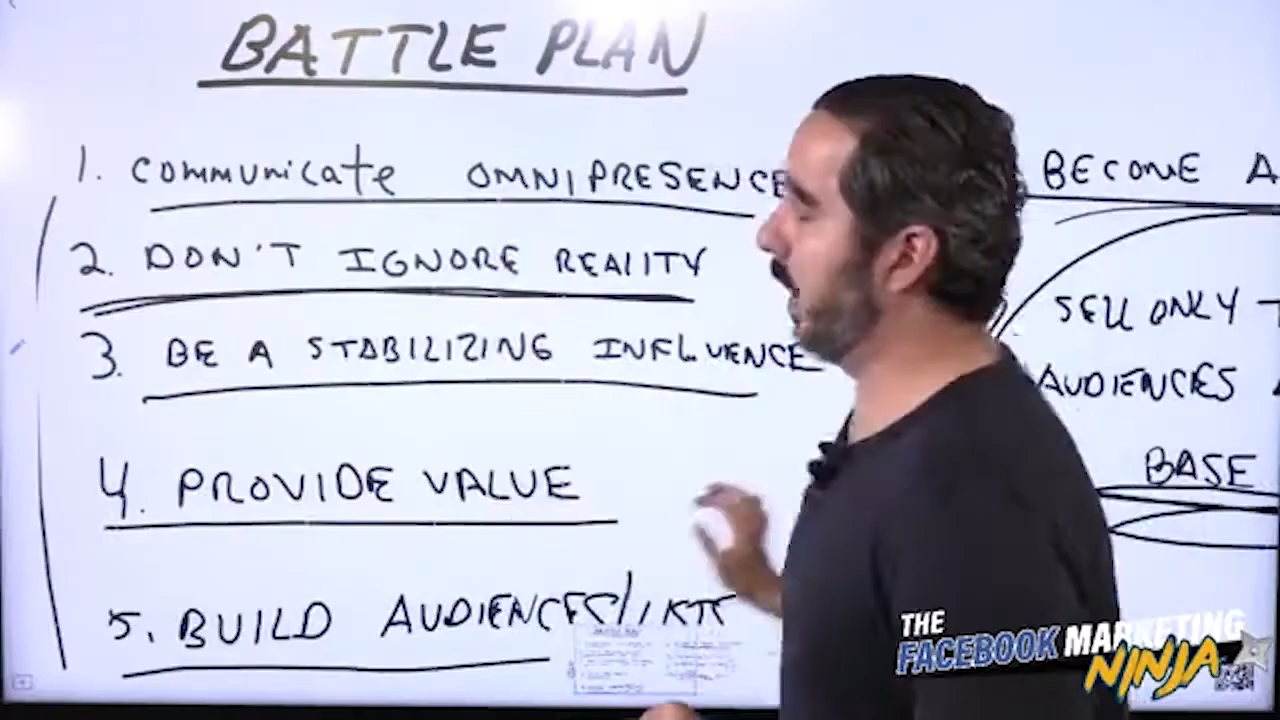 BATTLE PLAN
1. COMMUNICATE OMNIPRESENCE
2. DON'T IGNORE REALITY
3. BE A STABILIZING INFLUENCE
4. PROVIDE VALUE
5. BUILD AUDIENCES/LISTS
BECOME A
SELL ONLY
AUDIENCES
BASE
THE
FACEBOOK MARKETING
NINJA